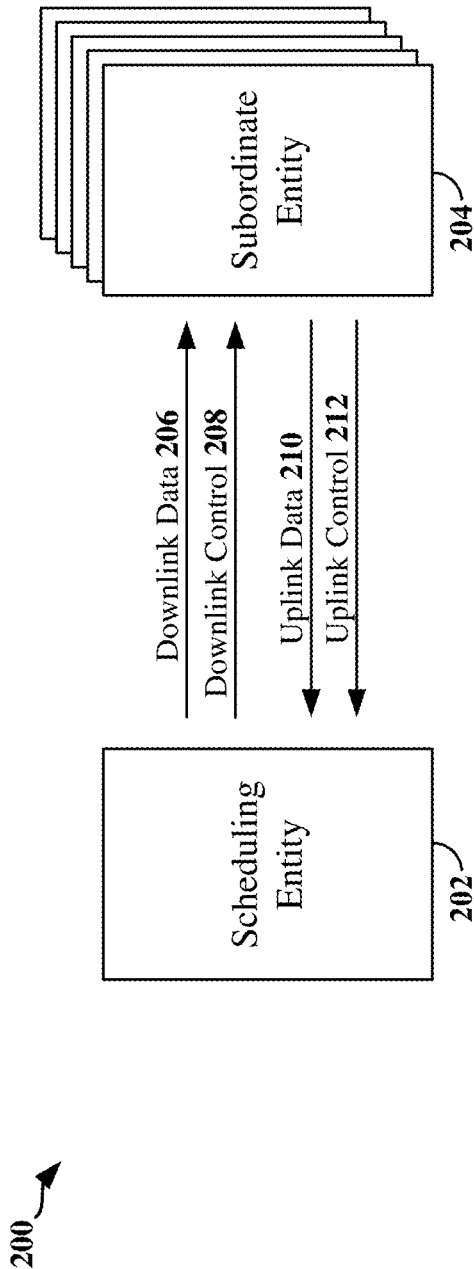 200
Scheduling
Entity
202
Downlink Data 206
Downlink Control 208
Uplink Data 210
Uplink Control 212
Subordinate
Entity
204